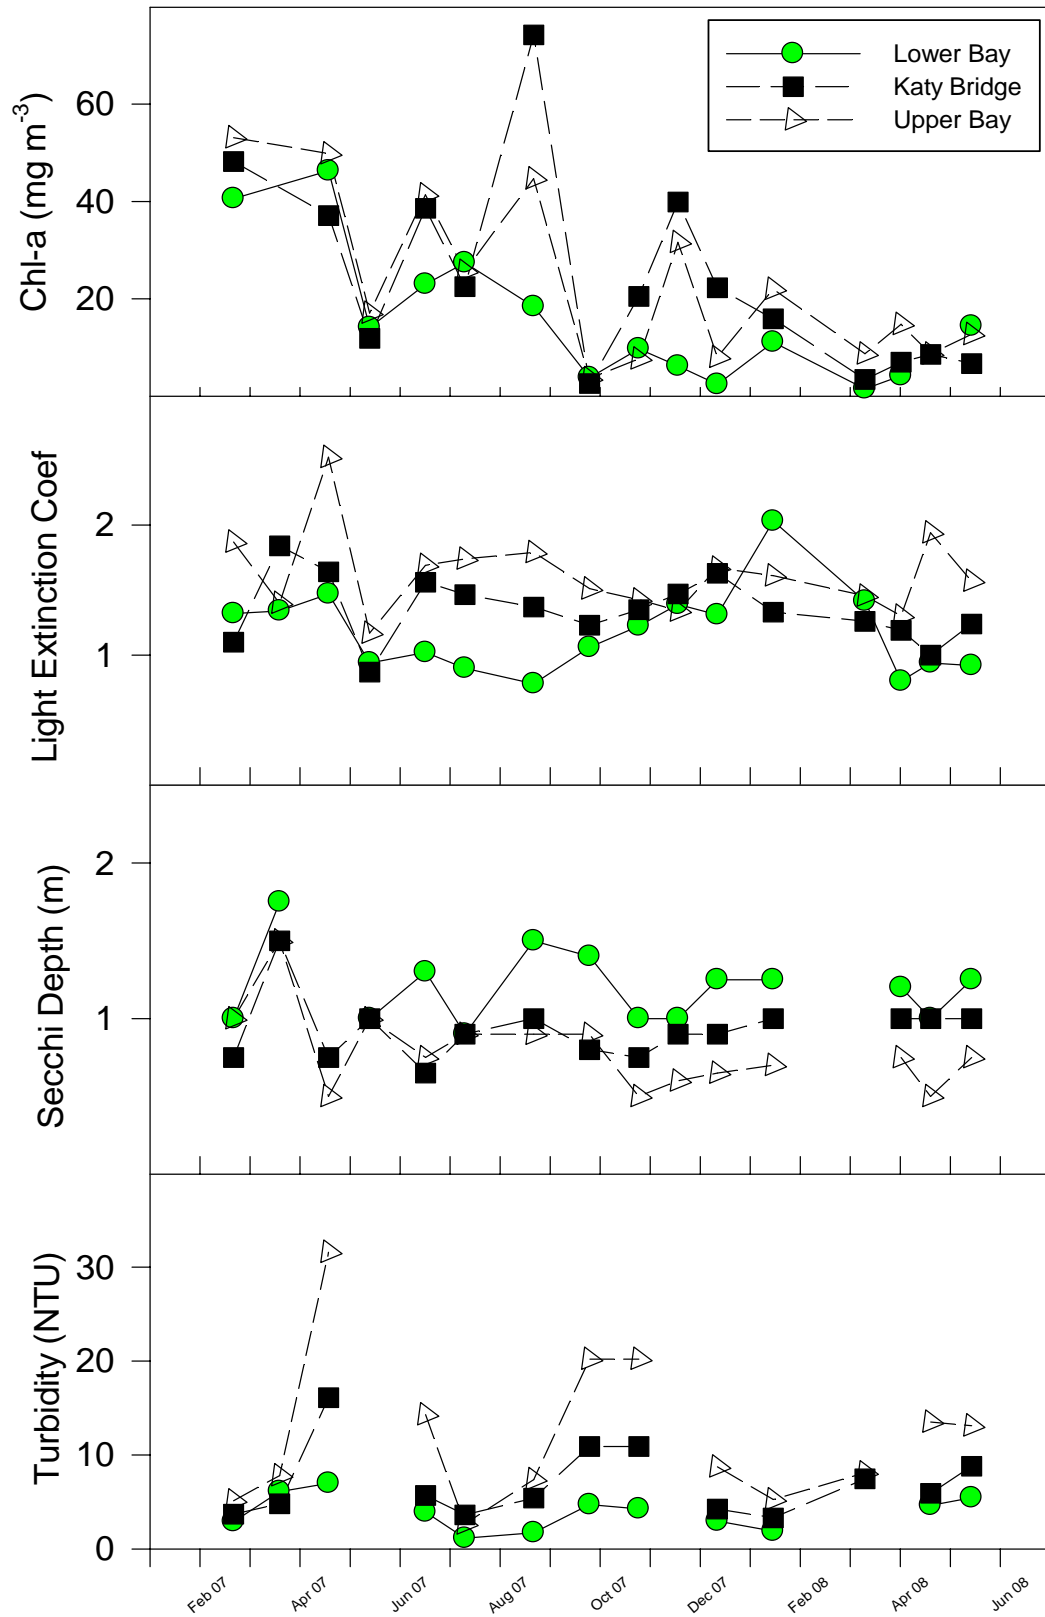 Lower Bay
Katy Bridge
Upper Bay
Chl-a (mg m⁻³)
60
40
20
Light Extinction Coef
2
1
Secchi Depth (m)
2
1
Turbidity (NTU)
30
20
10
0
Feb 07 Apr 07 Jun 07 Aug 07 Oct 07 Dec 07 Feb 08 Apr 08 Jun 08